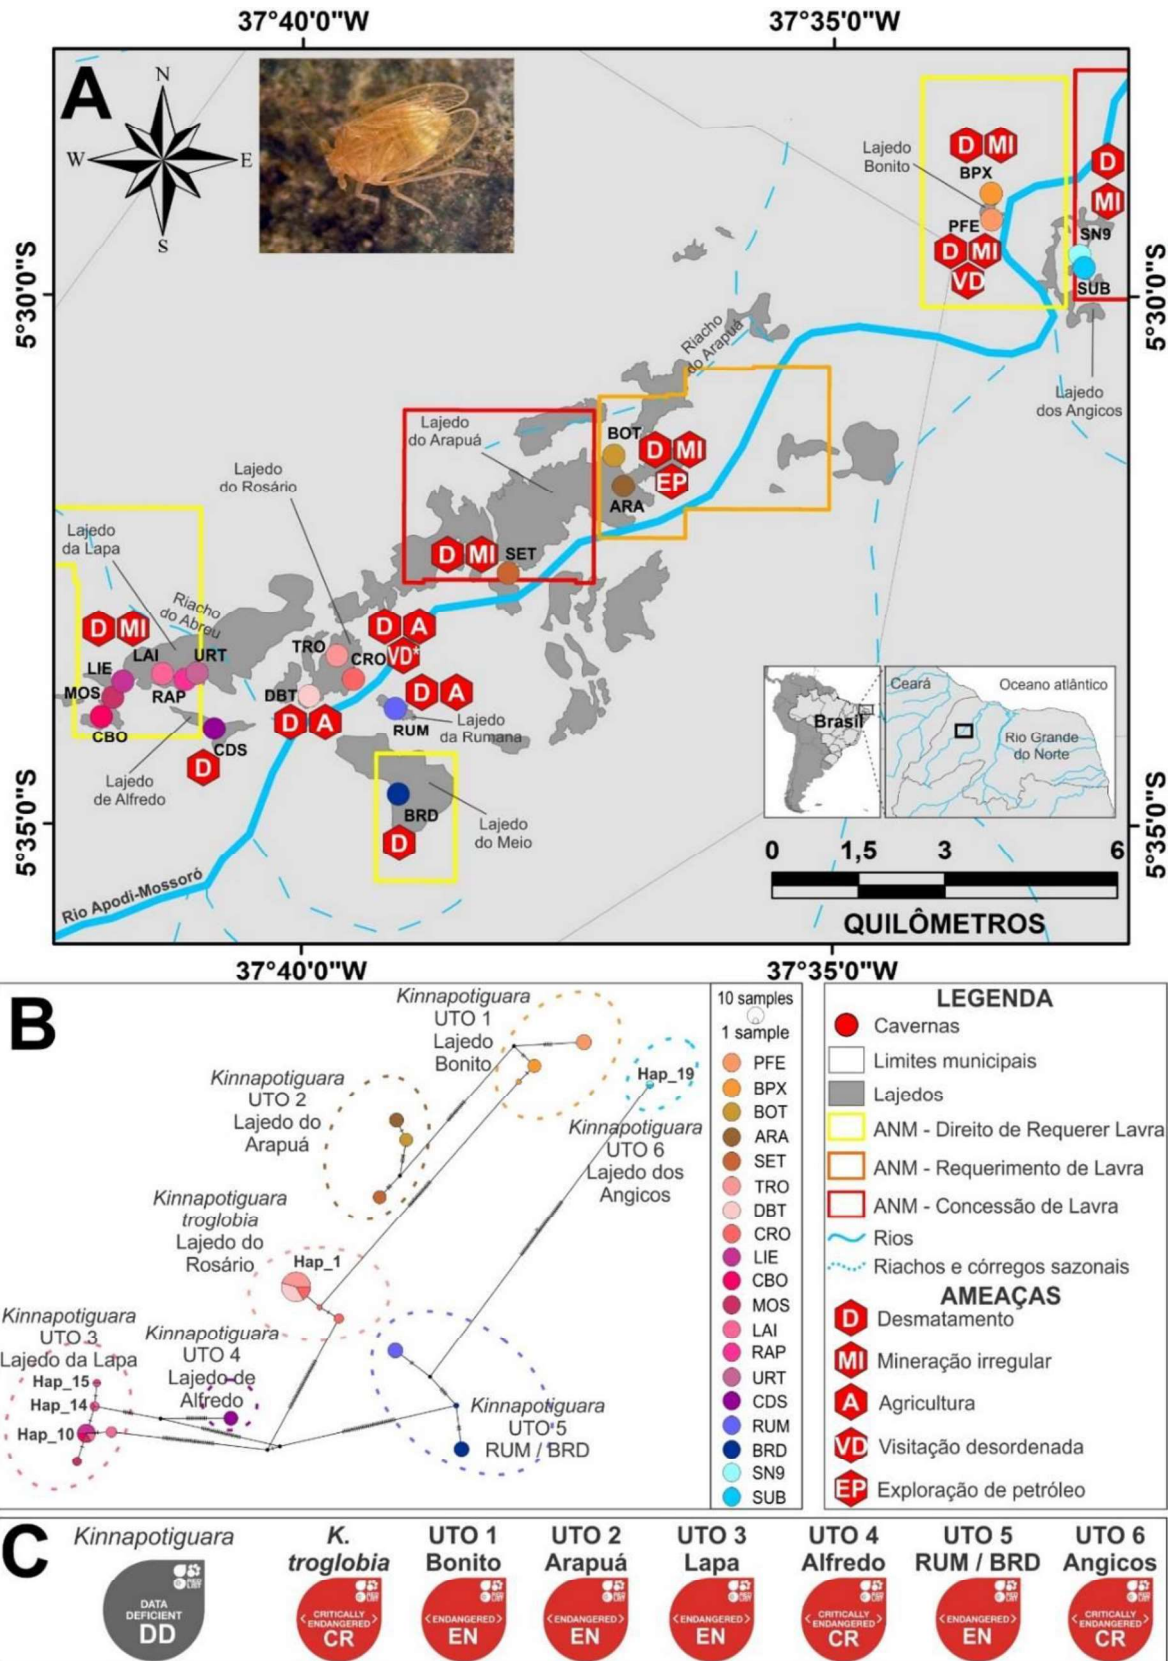 37°40'0"W
37°35'0"W
A
N
W
E
S
5°30'0"S
5°30'0"S
Lajedo
Bonito
D
MI
BPX
PFE
D
MI
VD
D
MI
SN9
SUB
Riacho
do Arapuá
Lajedo
dos Angicos
Lajedo
do Arapuá
BOT
D
MI
EP
ARA
Lajedo
do Rosário
D
MI
SET
Lajedo
da Lapa
Riacho
do Abreu
D
MI
LAI
URT
LIE
RAP
MOS
CBO
TRO
CRO
D
A
VD*
D
A
DBT
D
A
RUM
Lajedo
da Rumana
CDS
D
Lajedo
de Alfredo
BRD
D
Lajedo
do Meio
Rio Apodi-Mossoró
Brasil
Ceará
Oceano atlântico
Rio Grande
do Norte
5°35'0"S
5°35'0"S
0
1,5
3
6
QUILÔMETROS
37°40'0"W
37°35'0"W
B
Kinnapotiguara
UTO 1
Lajedo
Bonito
Kinnapotiguara
UTO 2
Lajedo do
Arapuá
Hap_19
Kinnapotiguara
UTO 6
Lajedo dos
Angicos
Kinnapotiguara
troglobia
Lajedo do
Rosário
Hap_1
Kinnapotiguara
UTO 3
Lajedo da Lapa
Hap_15
Hap_14
Hap_10
Kinnapotiguara
UTO 4
Lajedo de
Alfredo
Kinnapotiguara
UTO 5
RUM / BRD
10 samples
1 sample
PFE
BPX
BOT
ARA
SET
TRO
DBT
CRO
LIE
CBO
MOS
LAI
RAP
URT
CDS
RUM
BRD
SN9
SUB
LEGENDA
Cavernas
Limites municipais
Lajedos
ANM - Direito de Requerer Lavra
ANM - Requerimento de Lavra
ANM - Concessão de Lavra
Rios
Riachos e córregos sazonais
AMEAÇAS
D Desmatamento
MI Mineração irregular
A Agricultura
VD Visitação desordenada
EP Exploração de petróleo
C
Kinnapotiguara
DATA
DEFICIENT
DD
K.
troglobia
CRITICALLY
ENDANGERED
CR
UTO 1
Bonito
ENDANGERED
EN
UTO 2
Arapuá
ENDANGERED
EN
UTO 3
Lapa
ENDANGERED
EN
UTO 4
Alfredo
CRITICALLY
ENDANGERED
CR
UTO 5
RUM / BRD
ENDANGERED
EN
UTO 6
Angicos
CRITICALLY
ENDANGERED
CR